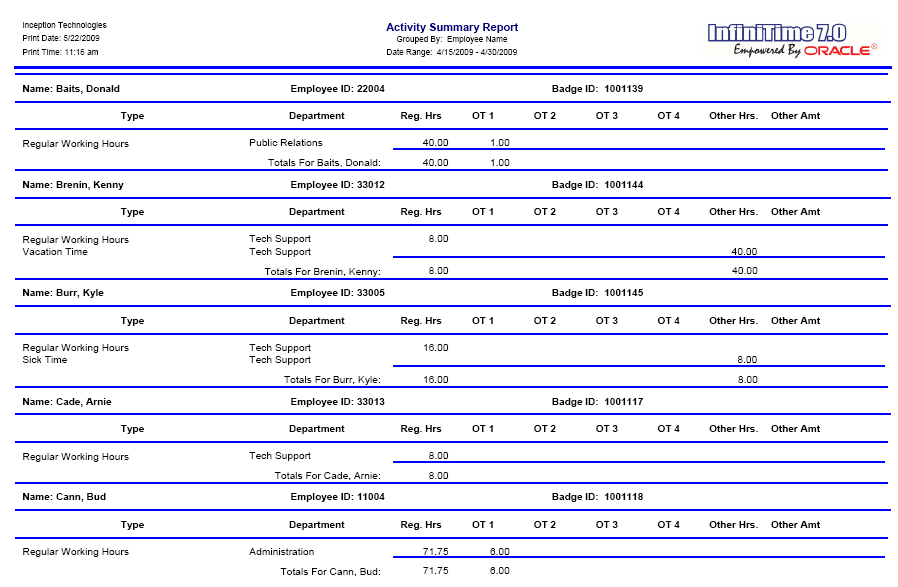 Inception Technologies
Print Date: 5/22/2009
Print Time: 11:16 am
Activity Summary Report
Grouped By: Employee Name
Date Range: 4/15/2009 - 4/30/2009
InfiniTime 7.0
Empowered By ORACLE®
Name: Baits, Donald Employee ID: 22004 Badge ID: 1001139
Type Department Reg. Hrs OT 1 OT 2 OT 3 OT 4 Other Hrs. Other Amt
Regular Working Hours Public Relations 40.00 1.00
Totals For Baits, Donald: 40.00 1.00
Name: Brenin, Kenny Employee ID: 33012 Badge ID: 1001144
Type Department Reg. Hrs OT 1 OT 2 OT 3 OT 4 Other Hrs. Other Amt
Regular Working Hours Tech Support 8.00
Vacation Time Tech Support 40.00
Totals For Brenin, Kenny: 8.00 40.00
Name: Burr, Kyle Employee ID: 33005 Badge ID: 1001145
Type Department Reg. Hrs OT 1 OT 2 OT 3 OT 4 Other Hrs. Other Amt
Regular Working Hours Tech Support 16.00
Sick Time Tech Support 8.00
Totals For Burr, Kyle: 16.00 8.00
Name: Cade, Arnie Employee ID: 33013 Badge ID: 1001117
Type Department Reg. Hrs OT 1 OT 2 OT 3 OT 4 Other Hrs. Other Amt
Regular Working Hours Tech Support 8.00
Totals For Cade, Arnie: 8.00
Name: Cann, Bud Employee ID: 11004 Badge ID: 1001118
Type Department Reg. Hrs OT 1 OT 2 OT 3 OT 4 Other Hrs. Other Amt
Regular Working Hours Administration 71.75 6.00
Totals For Cann, Bud: 71.75 6.00